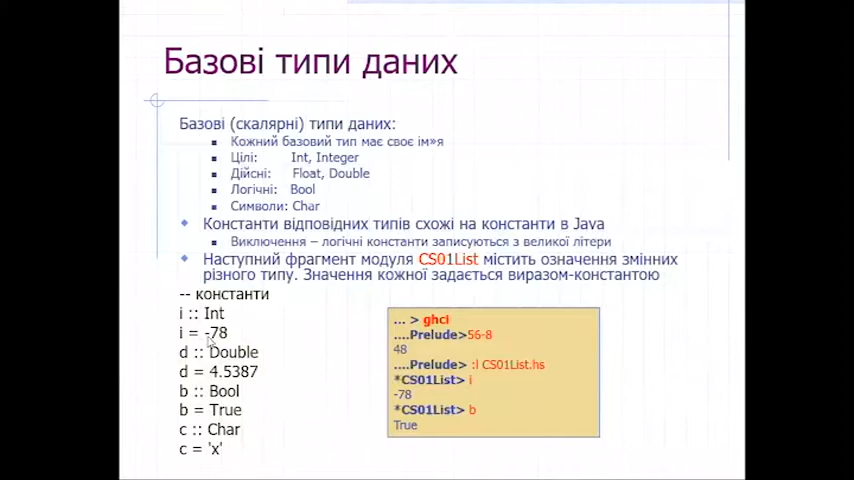 Базові типи даних
Базові (скалярні) типи даних:
Кожний базовий тип має своє ім»я
Цілі: Int, Integer
Дійсні: Float, Double
Логічні: Bool
Символи: Char
Константи відповідних типів схожі на константи в Java
Виключення – логічні константи записуються з великої літери
Наступний фрагмент модуля CS01List містить означення змінних
різного типу. Значення кожної задається виразом-константою
-- константи
i :: Int
i = -78
d :: Double
d = 4.5387
b :: Bool
b = True
c :: Char
c = 'x'
... > ghci
....Prelude>56-8
48
....Prelude> :l CS01List.hs
*CS01List> i
-78
*CS01List> b
True